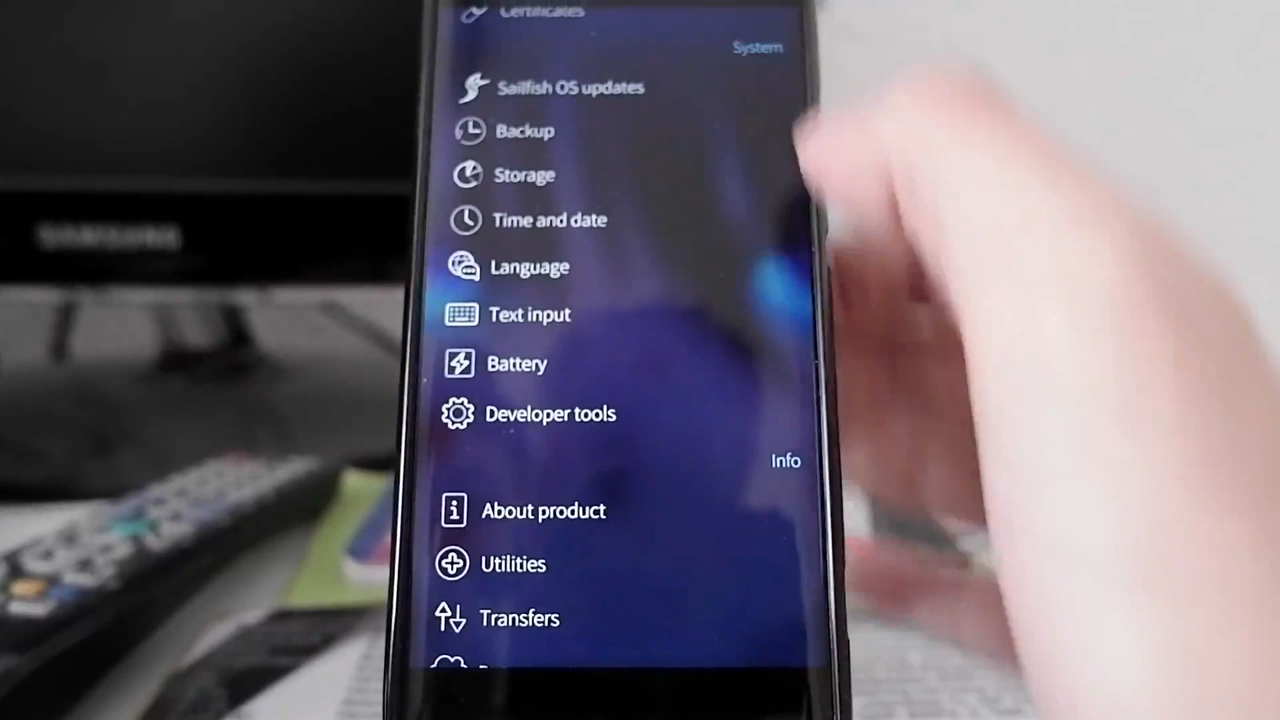 Certificates
System
Sailfish OS updates
Backup
Storage
Time and date
Language
Text input
Battery
Developer tools
Info
About product
Utilities
Transfers
SAMSUNG